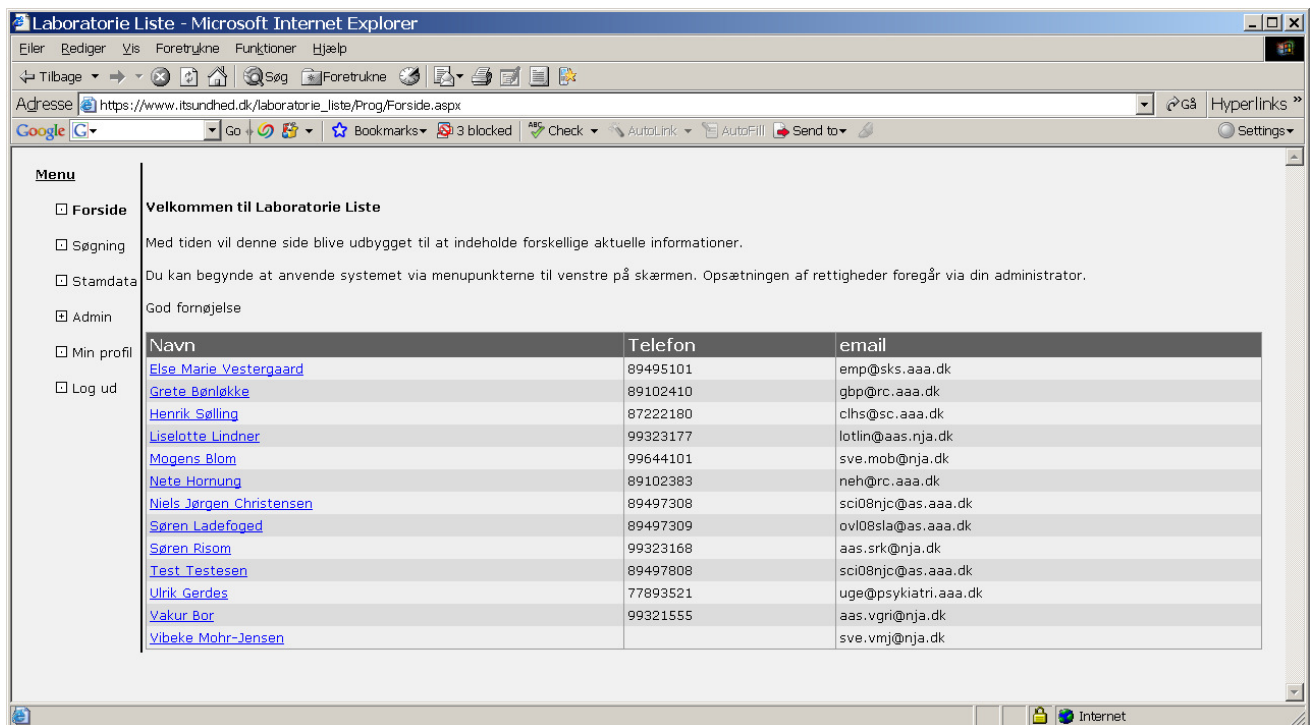 Laboratorie Liste - Microsoft Internet Explorer
Filer Rediger Vis Foretrukne Funktioner Hjælp
Tilbage Søg Foretrukne
Adresse https://www.itsundhed.dk/laboratorie_liste/Prog/Forside.aspx Gå Hyperlinks »
Google G Go Bookmarks 3 blocked ABC Check AutoLink AutoFill Send to Settings
Menu
Forside
Søgning
Stamdata
Admin
Min profil
Log ud
Velkommen til Laboratorie Liste
Med tiden vil denne side blive udbygget til at indeholde forskellige aktuelle informationer.
Du kan begynde at anvende systemet via menupunkterne til venstre på skærmen. Opsætningen af rettigheder foregår via din administrator.
God fornøjelse
Navn Telefon email
Else Marie Vestergaard 89495101 emp@sks.aaa.dk
Grete Bønløkke 89102410 gbp@rc.aaa.dk
Henrik Sølling 87222180 clhs@sc.aaa.dk
Liselotte Lindner 99323177 lotlin@aas.nja.dk
Mogens Blom 99644101 sve.mob@nja.dk
Nete Hornung 89102383 neh@rc.aaa.dk
Niels Jørgen Christensen 89497308 sci08njc@as.aaa.dk
Søren Ladefoged 89497309 ovl08sla@as.aaa.dk
Søren Risom 99323168 aas.srk@nja.dk
Test Testesen 89497808 sci08njc@as.aaa.dk
Ulrik Gerdes 77893521 uge@psykiatri.aaa.dk
Vakur Bor 99321555 aas.vgri@nja.dk
Vibeke Mohr-Jensen sve.vmj@nja.dk
Internet